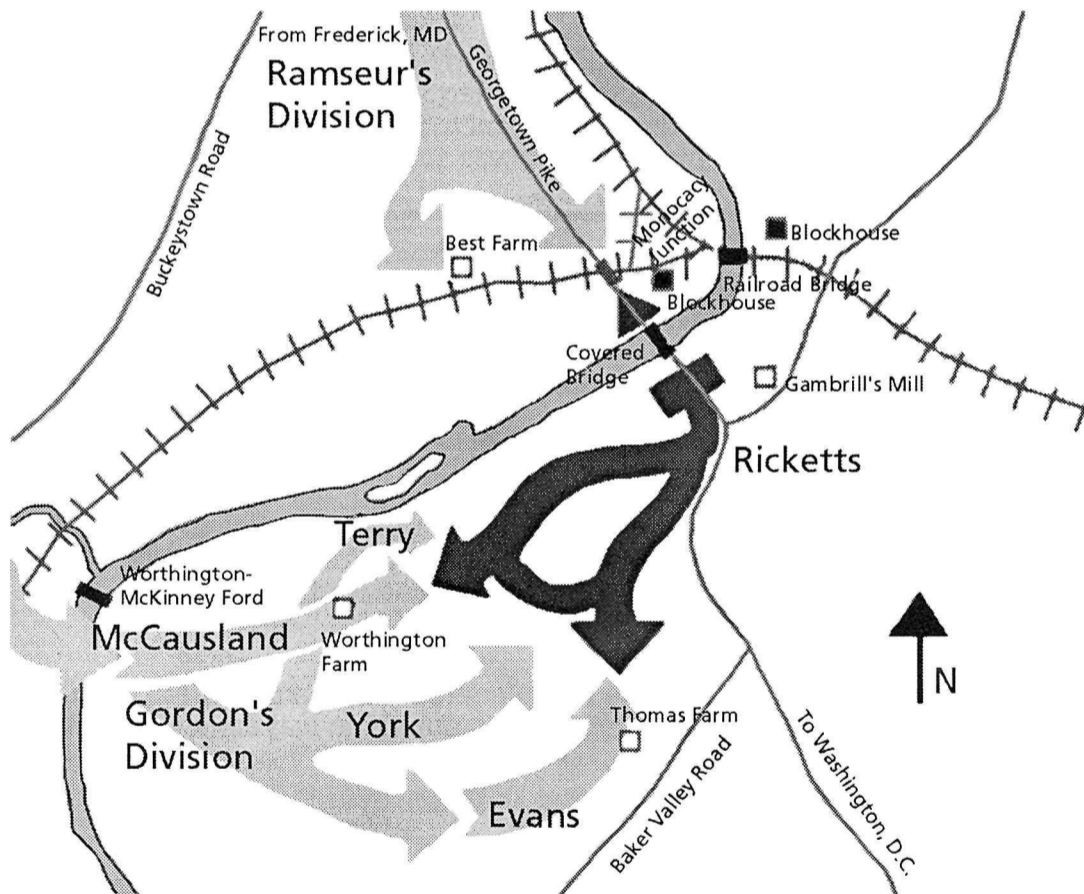 From Frederick, MD
Ramseur's
Division
Georgetown Pike
Buckeystown Road
Monocacy
Junction
Best Farm
Blockhouse
Railroad Bridge
Blockhouse
Covered
Bridge
Gambrill's Mill
Ricketts
Terry
Worthington-
McKinney Ford
McCausland
Worthington
Farm
N
Gordon's
Division
York
Thomas Farm
Evans
Baker Valley Road
To Washington, D.C.